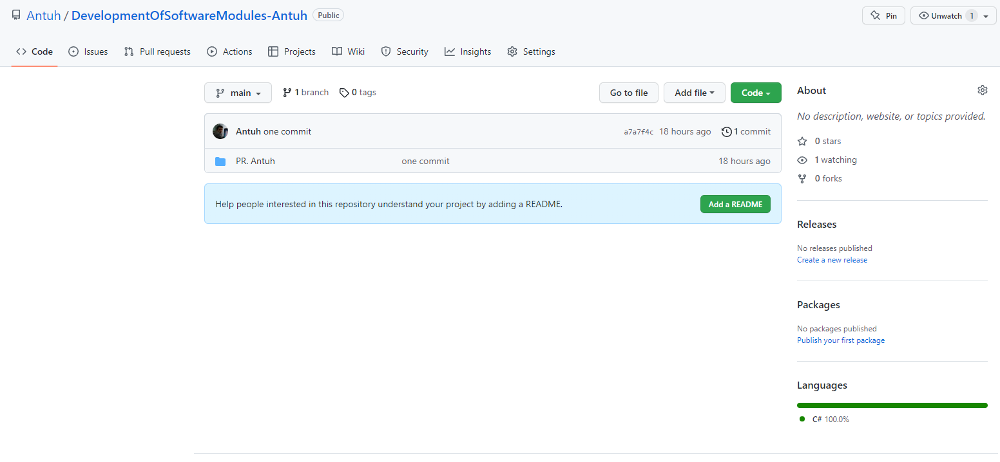 Antuh / DevelopmentOfSoftwareModules-Antuh Public Pin Unwatch 1
Code Issues Pull requests Actions Projects Wiki Security Insights Settings
main 1 branch 0 tags Go to file Add file Code
Antuh one commit a7a7f4c 18 hours ago 1 commit
PR. Antuh one commit 18 hours ago
Help people interested in this repository understand your project by adding a README. Add a README
About
No description, website, or topics provided.
0 stars
1 watching
0 forks
Releases
No releases published
Create a new release
Packages
No packages published
Publish your first package
Languages
C# 100.0%